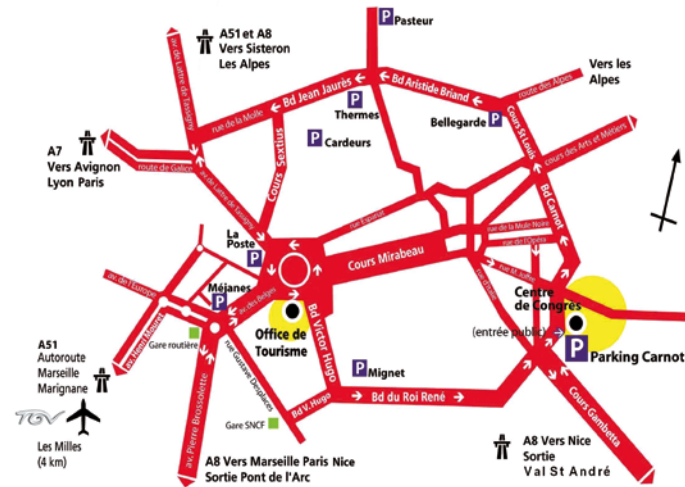 P Pasteur
A51 et A8
Vers Sisteron
Les Alpes
av. de Lattre de Tassigny
Bd Jean Jaurès
Bd Aristide Briand
Vers les
Alpes
route des Alpes
rue de la Molle
P
Thermes
P
Bellegarde
P Cardeurs
Cours Sextius
Cours St Louis
cours des Arts et Métiers
A7
Vers Avignon
Lyon Paris
route de Galice
av. de Lattre de Tassigny
Bd Carnot
rue Espariat
rue de la Mule Noire
rue de l'Opéra
La
Poste
P
Cours Mirabeau
rue d'Italie
av. de l'Europe
Méjanes
P
av. des Belges
Centre
de Congrès
(entrée public)
P Parking Carnot
Office de
Tourisme
Bd Victor Hugo
A51
Autoroute
Marseille
Marignane
av. Henri Mouret
Gare routière
rue Gustave Desplaces
P Mignet
Bd du Roi René
Bd V. Hugo
Cours Gambetta
TGV
Les Milles
(4 km)
av. Pierre Brossolette
Gare SNCF
A8 Vers Marseille Paris Nice
Sortie Pont de l'Arc
A8 Vers Nice
Sortie
Val St André